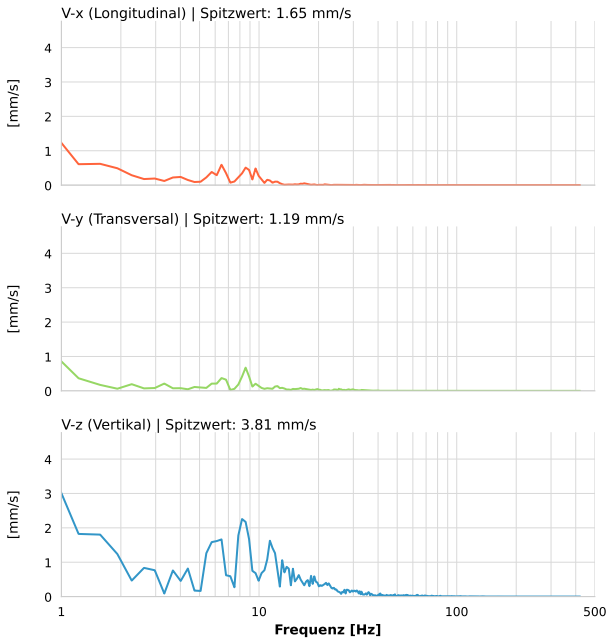 V-x (Longitudinal) | Spitzwert: 1.65 mm/s
[mm/s]
4
3
2
1
0
V-y (Transversal) | Spitzwert: 1.19 mm/s
[mm/s]
4
3
2
1
0
V-z (Vertikal) | Spitzwert: 3.81 mm/s
[mm/s]
4
3
2
1
0
1 10 100 500
Frequenz [Hz]